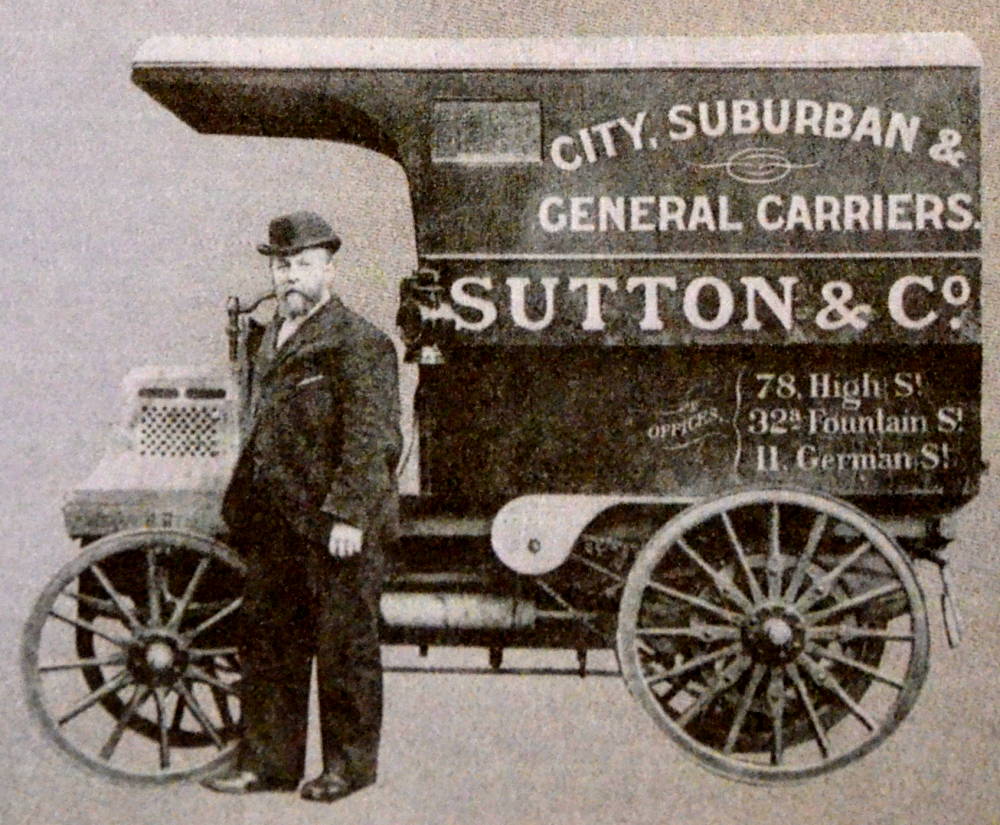 CITY, SUBURBAN &
GENERAL CARRIERS.
SUTTON & Co.
OFFICES.
78, High St.
32a Fountain St.
11, German St.